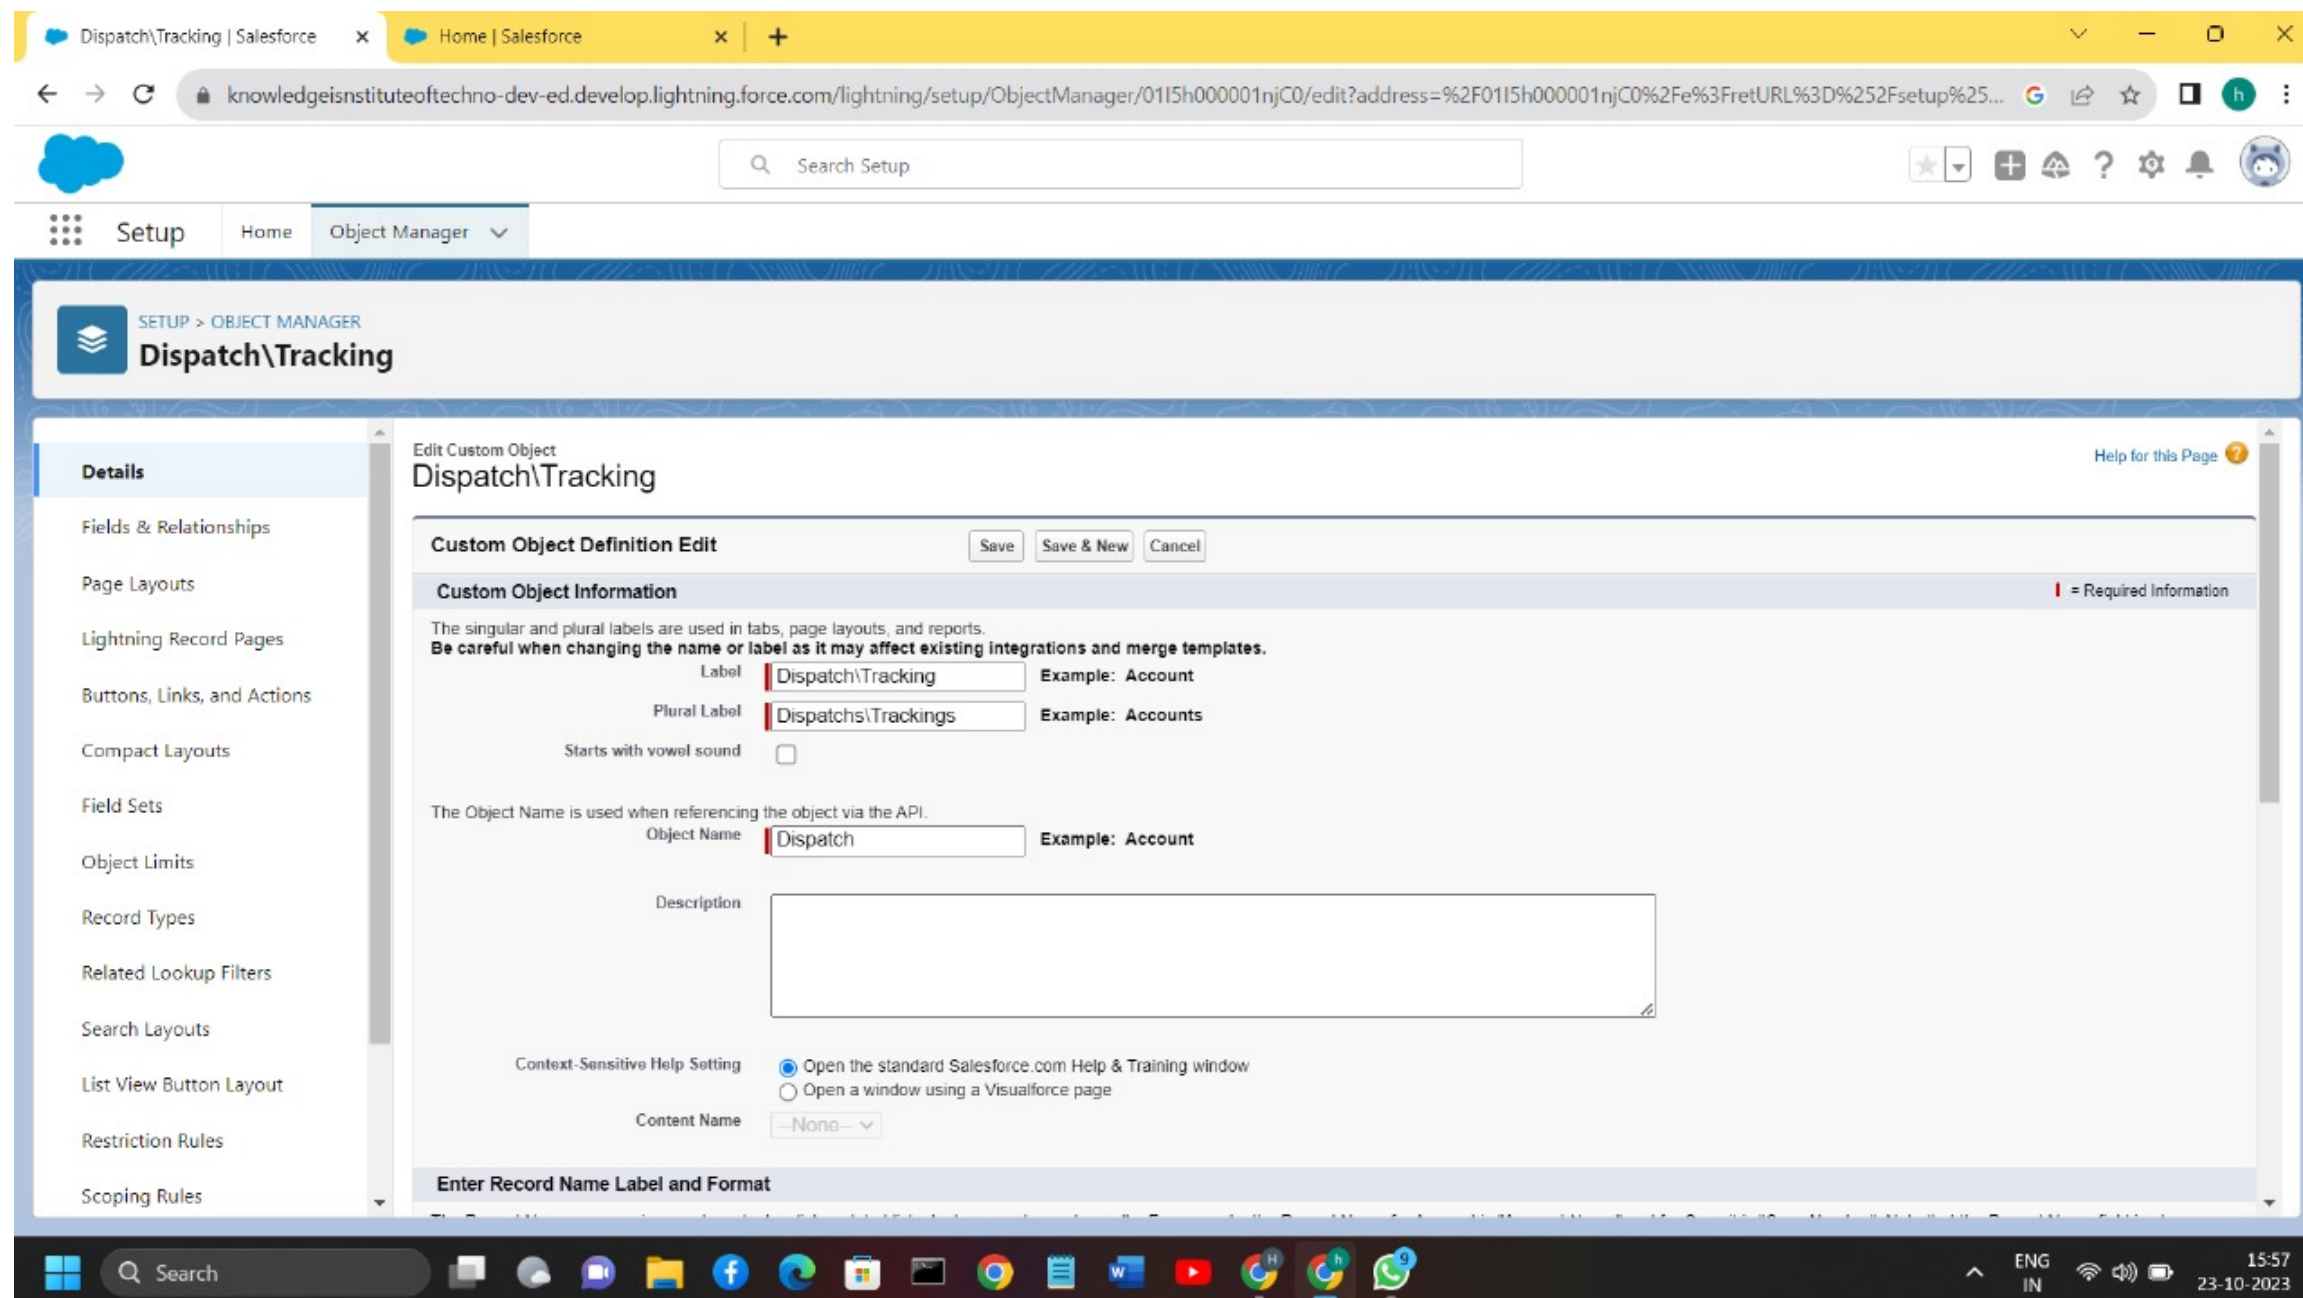 Dispatch\Tracking | Salesforce
Home | Salesforce
knowledgeisnstituteoftechno-dev-ed.develop.lightning.force.com/lightning/setup/ObjectManager/01I5h000001njC0/edit?address=%2F01I5h000001njC0%2Fe%3FretURL%3D%252Fsetup%25...
h
Search Setup
Setup
Home
Object Manager
SETUP > OBJECT MANAGER
Dispatch\Tracking
Details
Fields & Relationships
Page Layouts
Lightning Record Pages
Buttons, Links, and Actions
Compact Layouts
Field Sets
Object Limits
Record Types
Related Lookup Filters
Search Layouts
List View Button Layout
Restriction Rules
Scoping Rules
Edit Custom Object
Dispatch\Tracking
Help for this Page
Custom Object Definition Edit
Save
Save & New
Cancel
Custom Object Information
= Required Information
The singular and plural labels are used in tabs, page layouts, and reports.
Be careful when changing the name or label as it may affect existing integrations and merge templates.
Label Dispatch\Tracking Example: Account
Plural Label Dispatchs\Trackings Example: Accounts
Starts with vowel sound
The Object Name is used when referencing the object via the API.
Object Name Dispatch Example: Account
Description
Context-Sensitive Help Setting
Open the standard Salesforce.com Help & Training window
Open a window using a Visualforce page
Content Name --None--
Enter Record Name Label and Format
Search
H
h
9
ENG
IN
15:57
23-10-2023